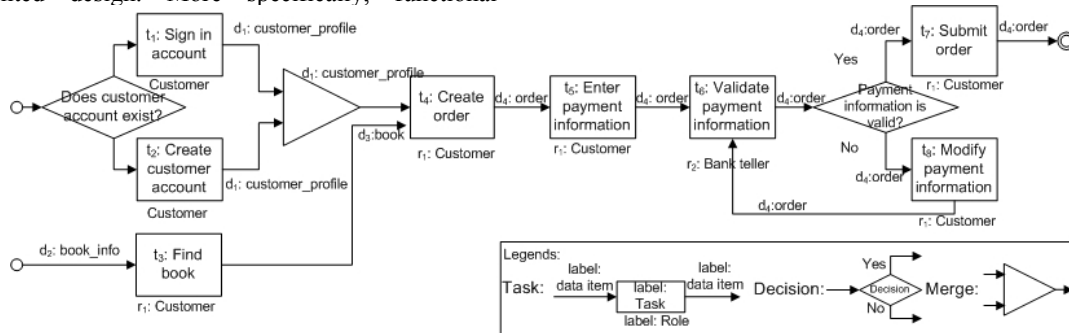 nted design. More specifically, functional
d₁: customer_profile
t₁: Sign in
account
Customer
Does customer
account exist?
t₂: Create
customer
account
Customer
d₁: customer_profile
d₁: customer_profile
d₂: book_info
t₃: Find
book
r₁: Customer
d₃:book
t₄: Create
order
r₁: Customer
d₄: order
t₅: Enter
payment
information
r₁: Customer
d₄: order
t₆: Validate
payment
information
r₂: Bank teller
d₄: order
Payment
information is
valid?
Yes
d₄:order
t₇: Submit
order
r₁: Customer
d₄: order
No
d₄:order
t₈: Modify
payment
information
r₁: Customer
d₄:order
Legends:
Task:
label:
data item
label:
Task
label: Role
label:
data item
Decision:
Yes
Decision
No
Merge: